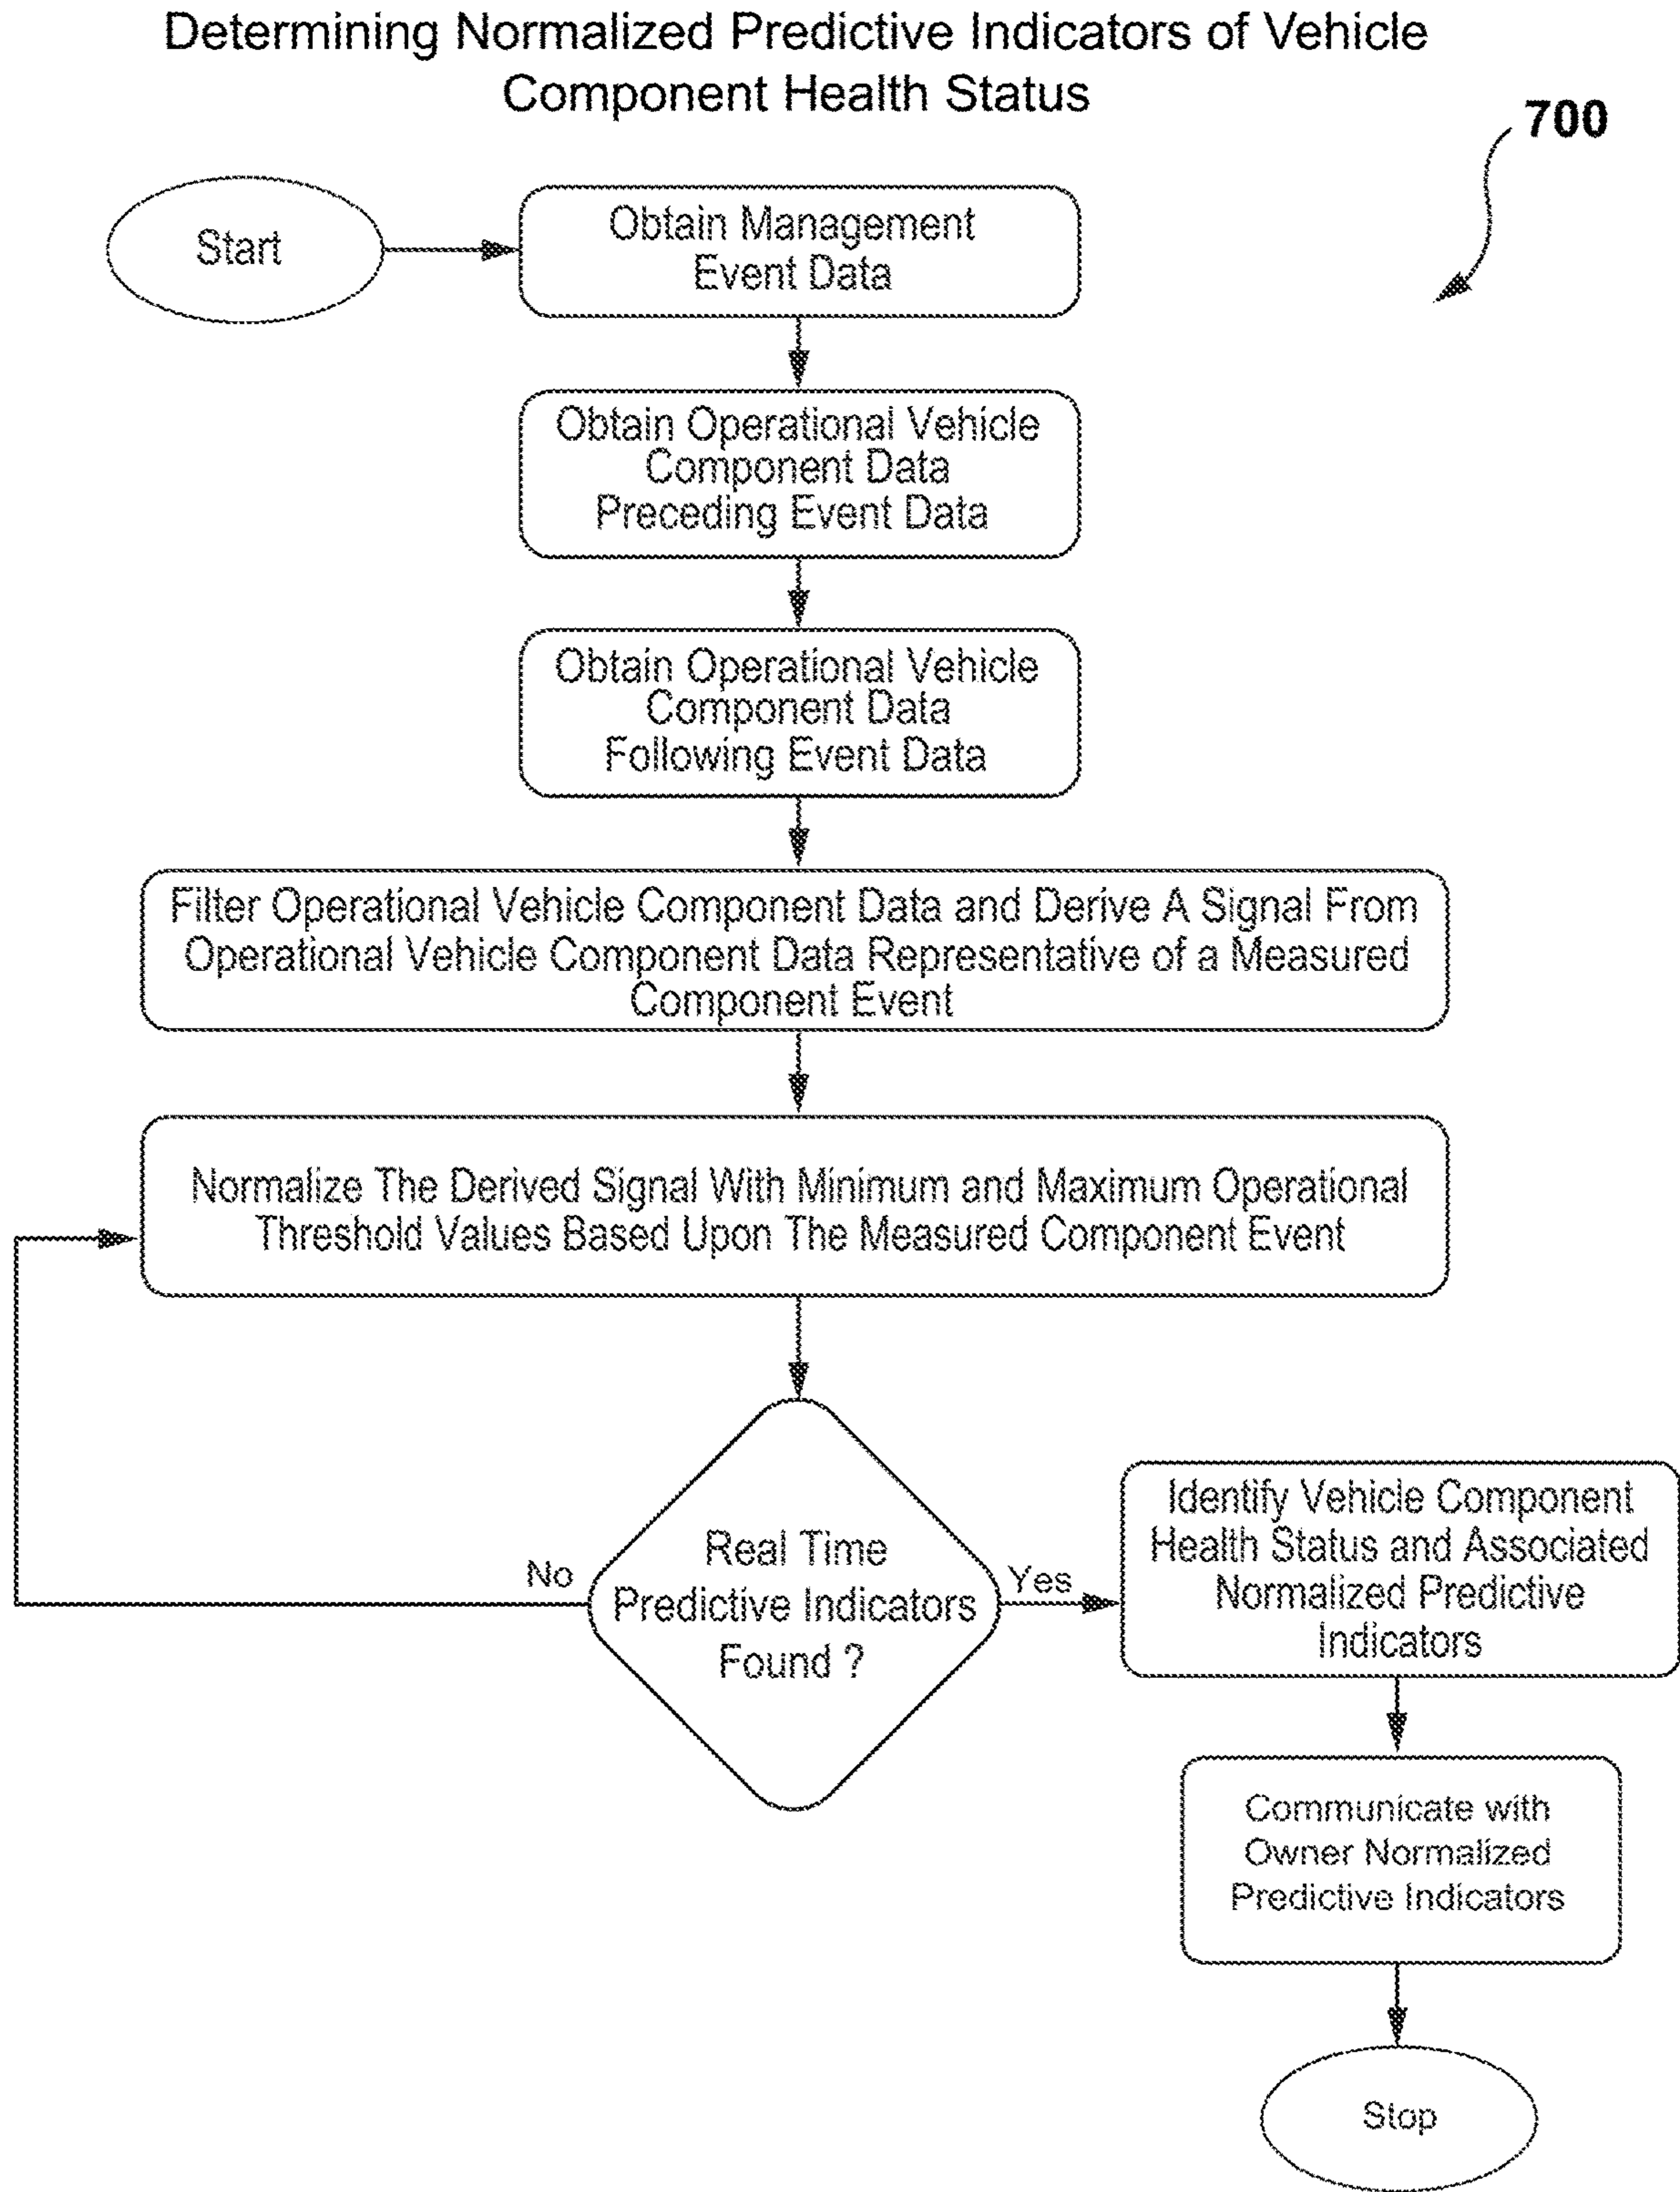 Determining Normalized Predictive Indicators of Vehicle
Component Health Status
700
Start
Obtain Management
Event Data
Obtain Operational Vehicle
Component Data
Preceding Event Data
Obtain Operational Vehicle
Component Data
Following Event Data
Filter Operational Vehicle Component Data and Derive A Signal From
Operational Vehicle Component Data Representative of a Measured
Component Event
Normalize The Derived Signal With Minimum and Maximum Operational
Threshold Values Based Upon The Measured Component Event
Real Time
Predictive Indicators
Found ?
No
Yes
Identify Vehicle Component
Health Status and Associated
Normalized Predictive
Indicators
Communicate with
Owner Normalized
Predictive Indicators
Stop